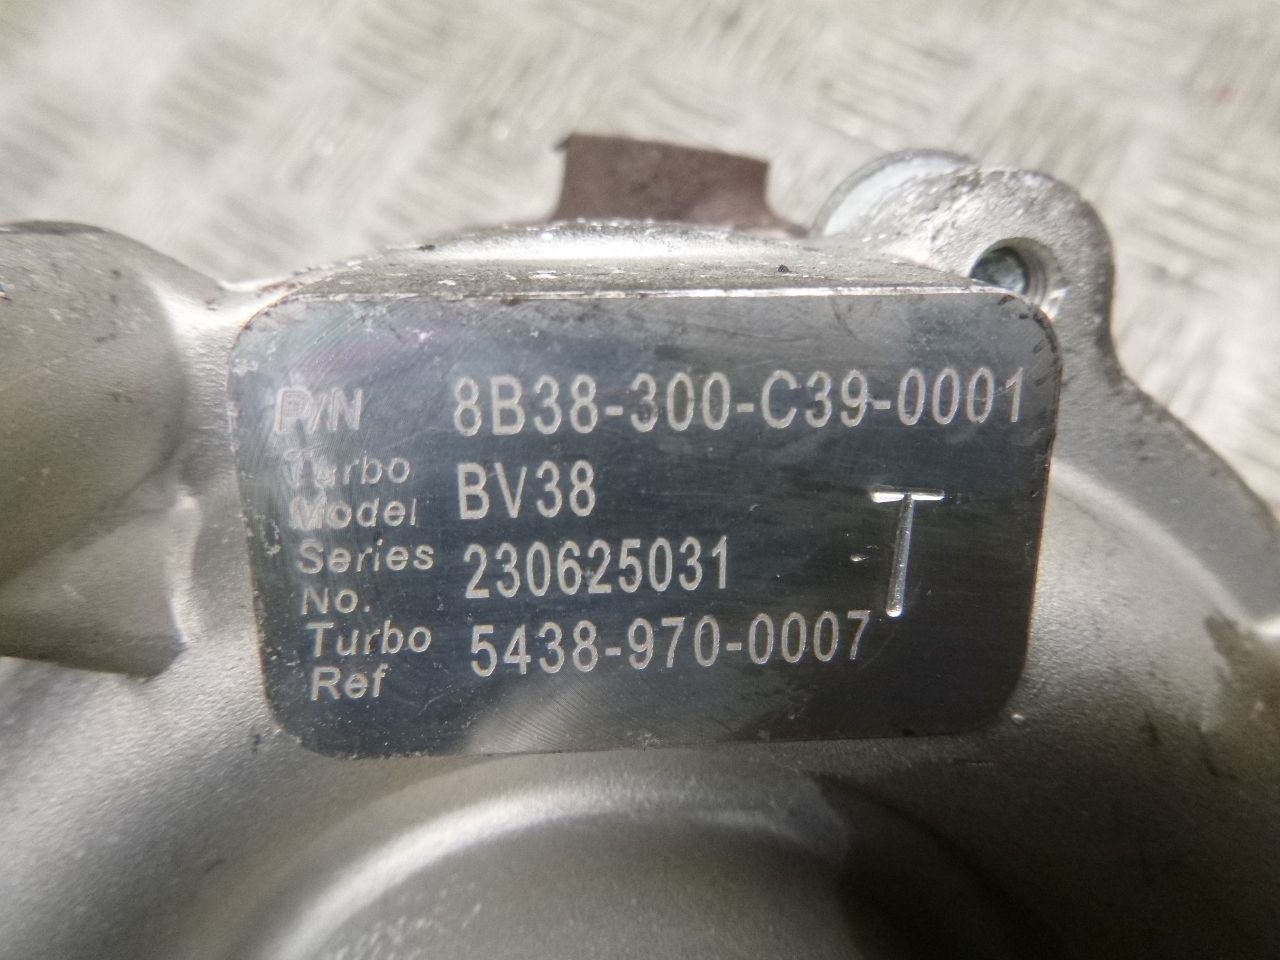 P/N 8B38-300-C39-0001
Turbo Model BV38
Series No. 230625031
T
Turbo Ref 5438-970-0007